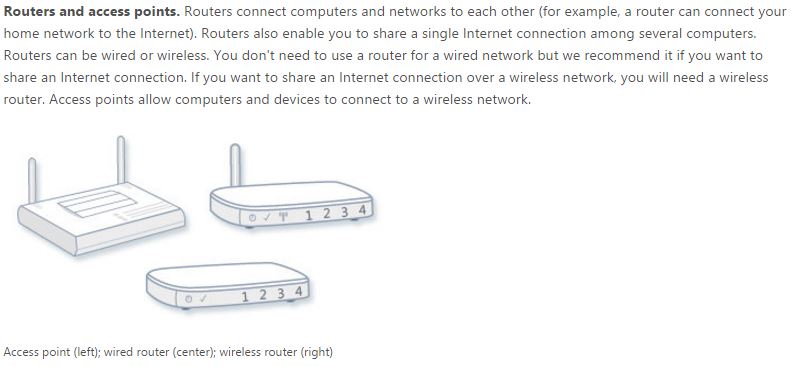 Routers and access points. Routers connect computers and networks to each other (for example, a router can connect your
home network to the Internet). Routers also enable you to share a single Internet connection among several computers.
Routers can be wired or wireless. You don't need to use a router for a wired network but we recommend it if you want to
share an Internet connection. If you want to share an Internet connection over a wireless network, you will need a wireless
router. Access points allow computers and devices to connect to a wireless network.
1 2 3 4
1 2 3 4
Access point (left); wired router (center); wireless router (right)